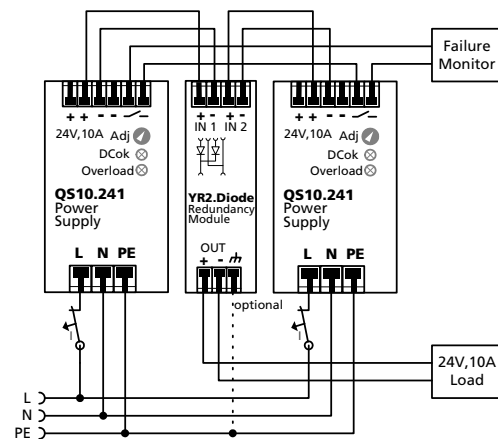 Failure
Monitor
+ + - -
24V,10A Adj
DCok
Overload
QS10.241
Power
Supply
L N PE
+ - + -
IN 1 IN 2
YR2.Diode
Redundancy
Module
OUT
+ -
optional
+ + - -
24V,10A Adj
DCok
Overload
QS10.241
Power
Supply
L N PE
I
I
24V,10A
Load
L
N
PE